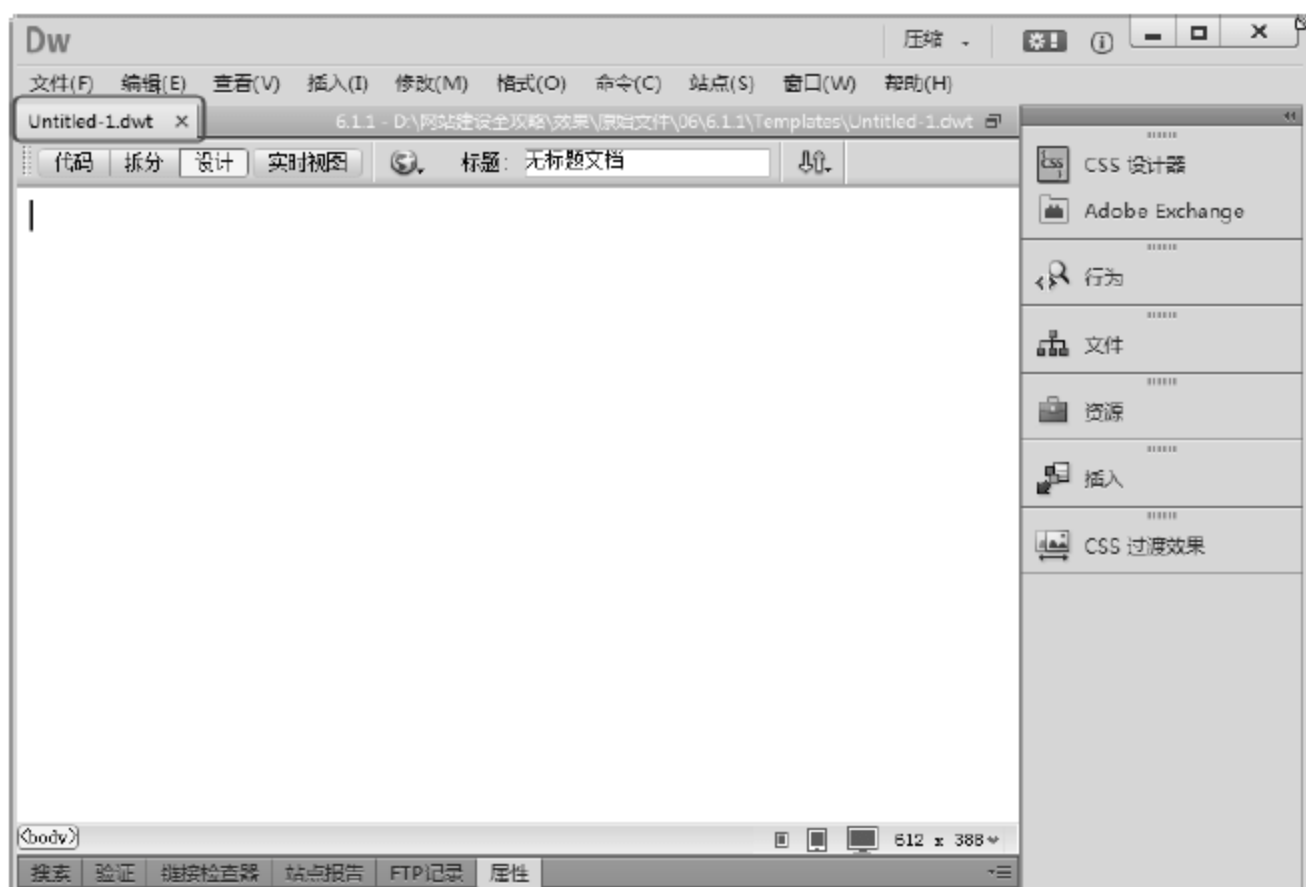 Dw 压缩
文件(F) 编辑(E) 查看(V) 插入(I) 修改(M) 格式(O) 命令(C) 站点(S) 窗口(W) 帮助(H)
Untitled-1.dwt × 6.1.1 - D:\网站建设全攻略\效果\原始文件\06\6.1.1\Templates\Untitled-1.dwt
代码 拆分 设计 实时视图 标题: 无标题文档
CSS 设计器
Adobe Exchange
行为
文件
资源
插入
CSS 过渡效果
<body> 612 x 388
搜索 验证 链接检查器 站点报告 FTP记录 属性